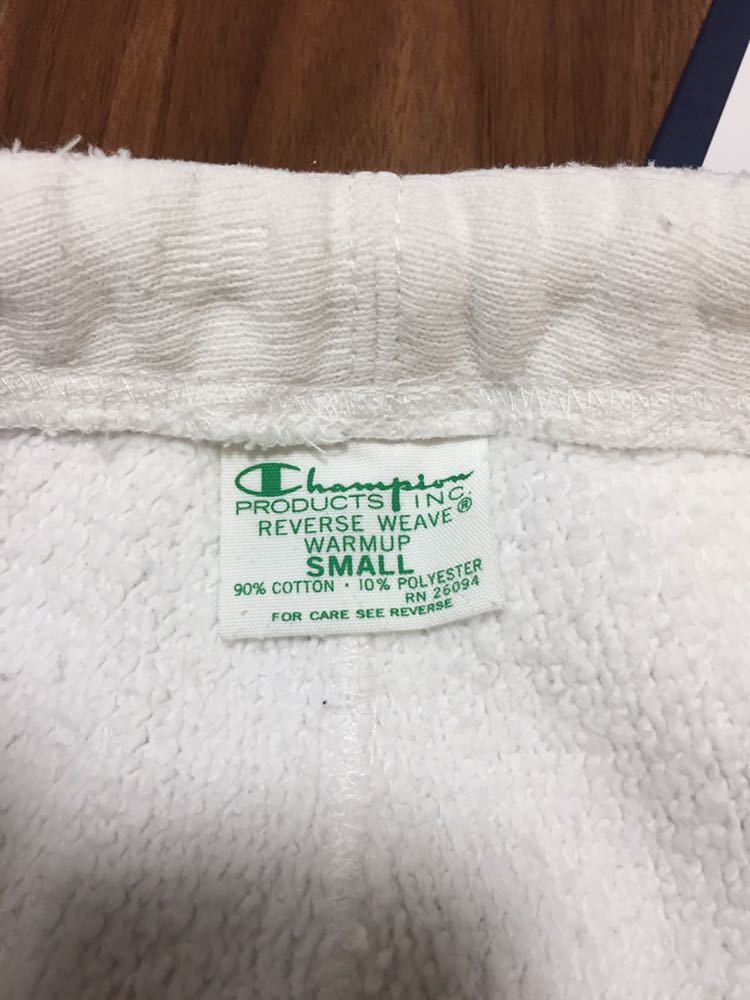 Champion
PRODUCTS INC.
REVERSE WEAVE®
WARMUP
SMALL
90% COTTON · 10% POLYESTER
RN 26094
FOR CARE SEE REVERSE